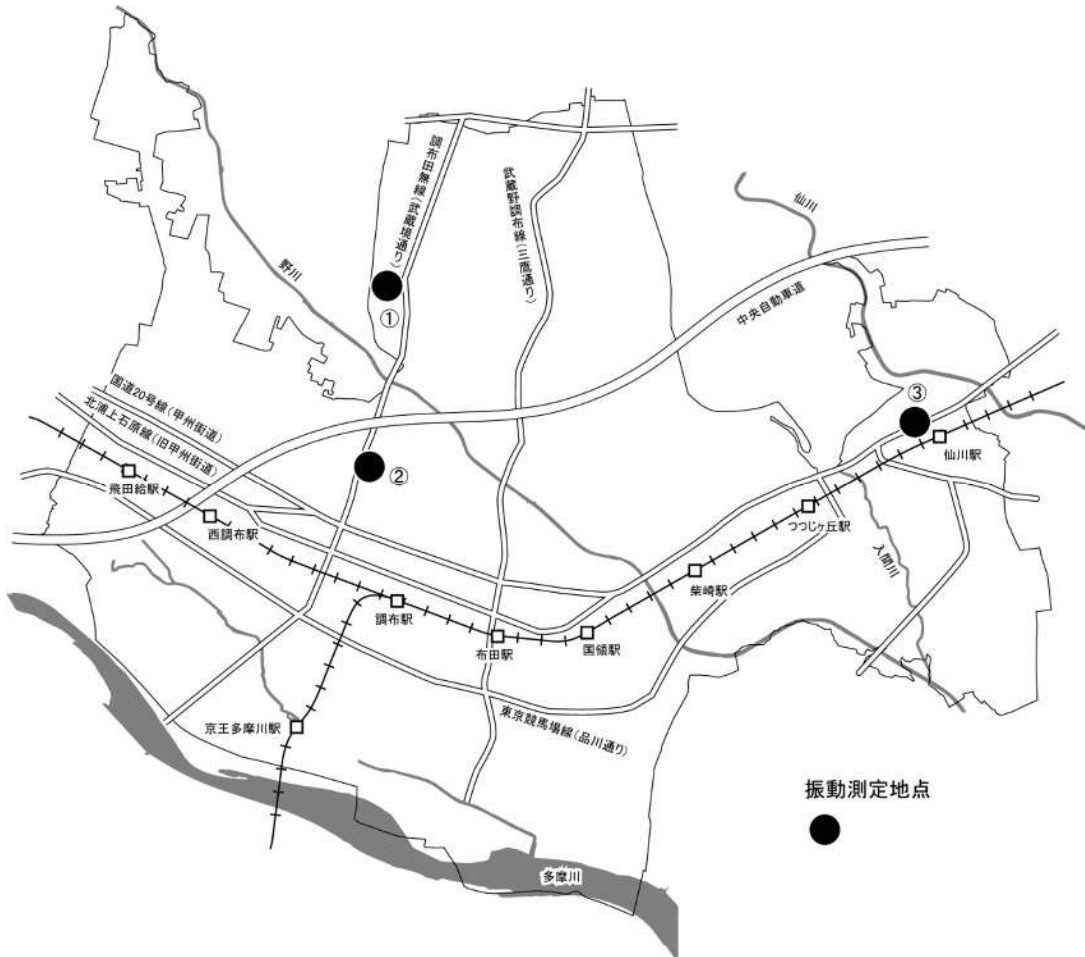 調布田無線(武蔵境通り)
武蔵野調布線(三鷹通り)
仙川
野川
中央自動車道
①
国道20号線(甲州街道)
北浦上石原線(旧甲州街道)
③
仙川駅
②
飛田給駅
西調布駅
つつじヶ丘駅
入間川
柴崎駅
調布駅
布田駅
国領駅
京王多摩川駅
東京競馬場線(品川通り)
振動測定地点
多摩川